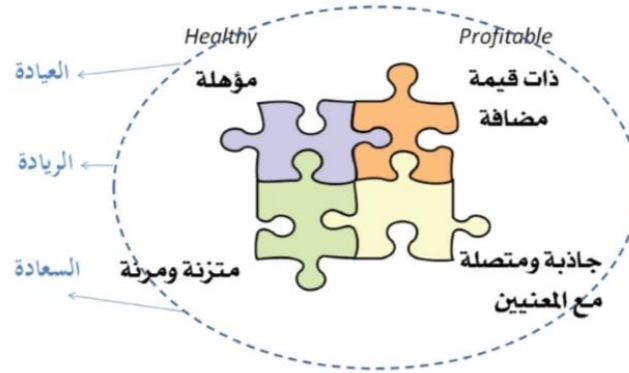 Healthy
Profitable
العيادة
مؤهلة
ذات قيمة
مضافة
الريادة
السعادة
متزنة ومرنة
جاذبة ومتصلة
مع المعنيين